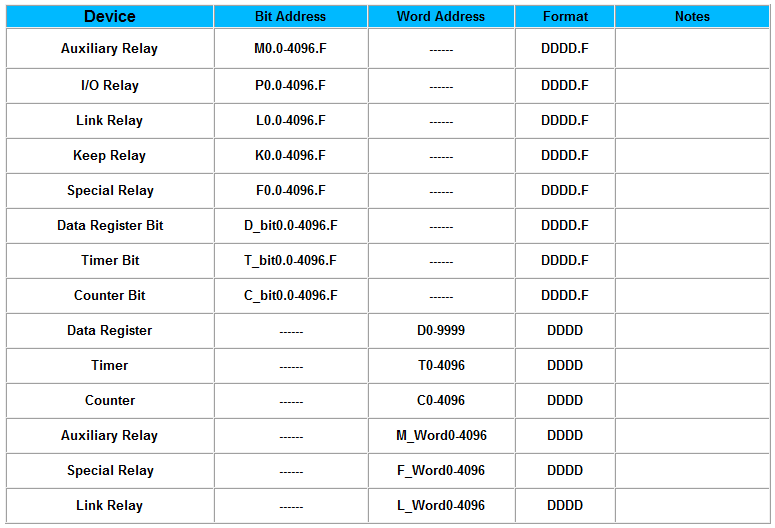 Device Bit Address Word Address Format Notes
Auxiliary Relay M0.0-4096.F ------ DDDD.F
I/O Relay P0.0-4096.F ------ DDDD.F
Link Relay L0.0-4096.F ------ DDDD.F
Keep Relay K0.0-4096.F ------ DDDD.F
Special Relay F0.0-4096.F ------ DDDD.F
Data Register Bit D_bit0.0-4096.F ------ DDDD.F
Timer Bit T_bit0.0-4096.F ------ DDDD.F
Counter Bit C_bit0.0-4096.F ------ DDDD.F
Data Register ------ D0-9999 DDDD
Timer ------ T0-4096 DDDD
Counter ------ C0-4096 DDDD
Auxiliary Relay ------ M_Word0-4096 DDDD
Special Relay ------ F_Word0-4096 DDDD
Link Relay ------ L_Word0-4096 DDDD